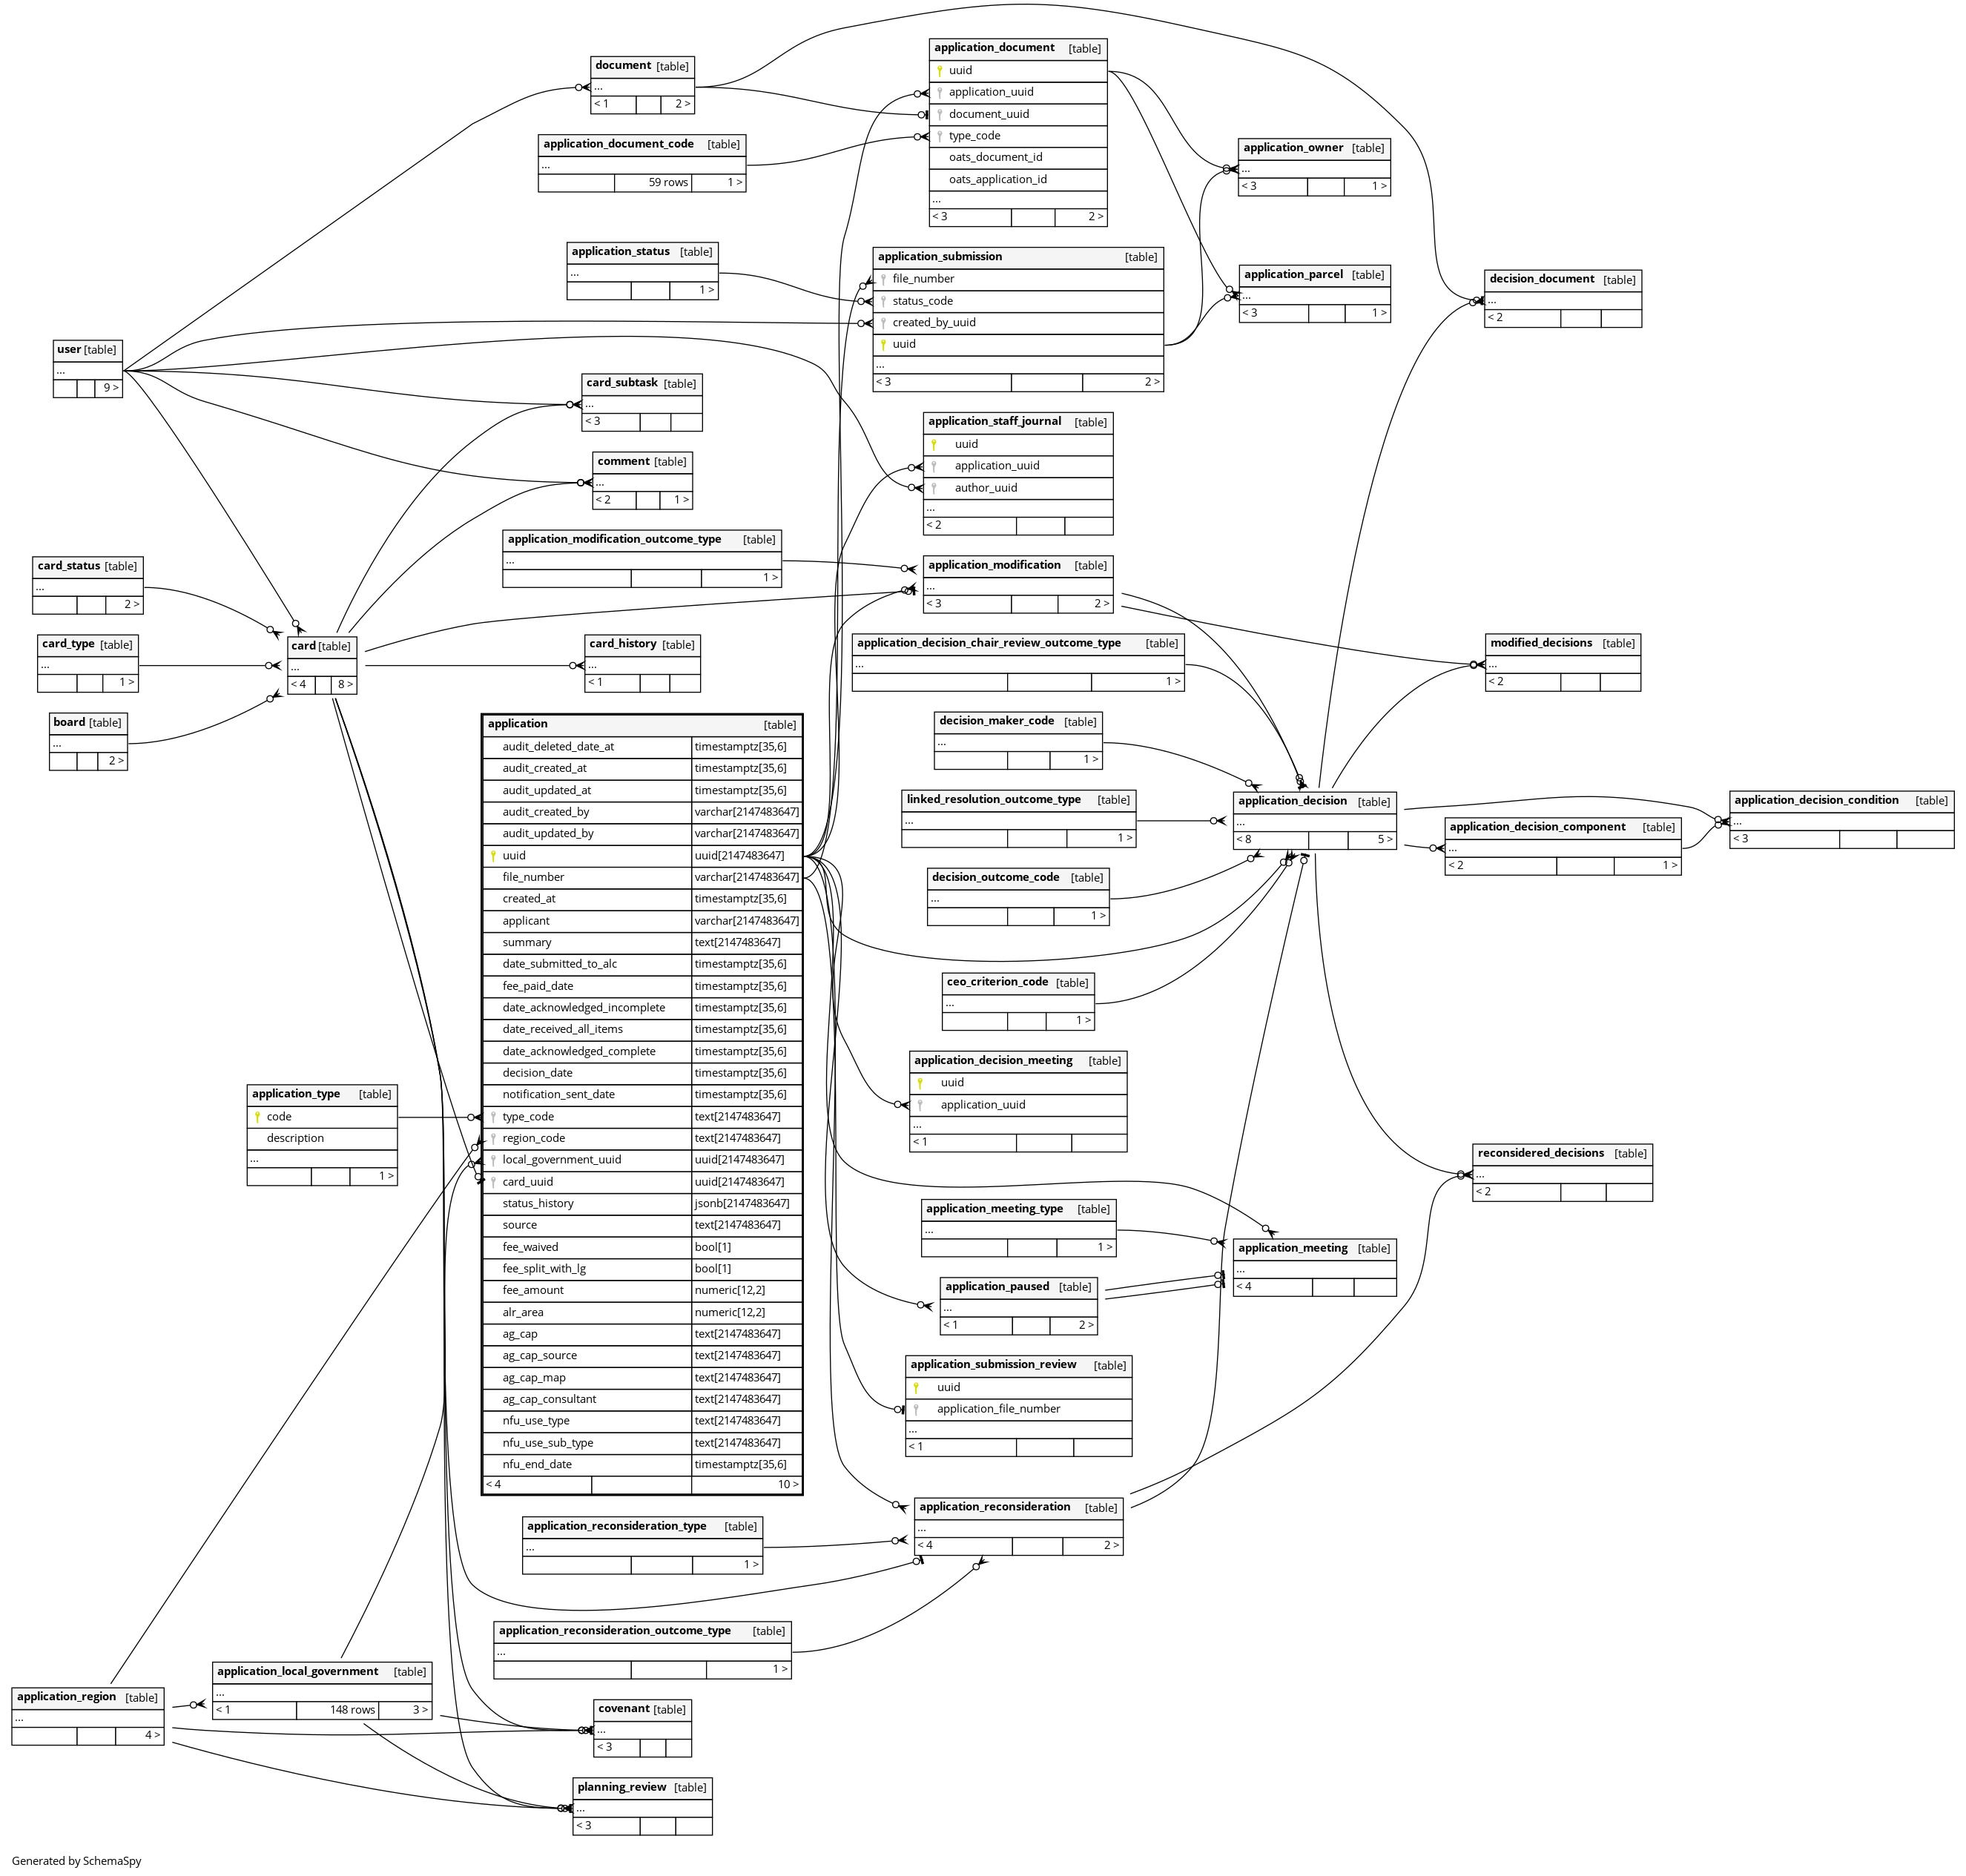 document [table]
...
< 1 2 >
application_document_code [table]
...
59 rows 1 >
application_document [table]
uuid
application_uuid
document_uuid
type_code
oats_document_id
oats_application_id
...
< 3 2 >
application_owner [table]
...
< 3 1 >
application_status [table]
...
1 >
application_submission [table]
file_number
status_code
created_by_uuid
uuid
...
< 3 2 >
application_parcel [table]
...
< 3 1 >
decision_document [table]
...
< 2
user [table]
...
9 >
card_subtask [table]
...
< 3
comment [table]
...
< 2 1 >
application_staff_journal [table]
uuid
application_uuid
author_uuid
...
< 2
application_modification_outcome_type [table]
...
1 >
application_modification [table]
...
< 3 2 >
card_status [table]
...
2 >
card_type [table]
...
1 >
board [table]
...
2 >
card [table]
...
< 4 8 >
card_history [table]
...
< 1
application_decision_chair_review_outcome_type [table]
...
1 >
modified_decisions [table]
...
< 2
decision_maker_code [table]
...
1 >
linked_resolution_outcome_type [table]
...
1 >
decision_outcome_code [table]
...
1 >
application_decision [table]
...
< 8 5 >
application_decision_component [table]
...
< 2 1 >
application_decision_condition [table]
...
< 3
ceo_criterion_code [table]
...
1 >
application [table]
audit_deleted_date_at timestamptz[35,6]
audit_created_at timestamptz[35,6]
audit_updated_at timestamptz[35,6]
audit_created_by varchar[2147483647]
audit_updated_by varchar[2147483647]
uuid uuid[2147483647]
file_number varchar[2147483647]
created_at timestamptz[35,6]
applicant varchar[2147483647]
summary text[2147483647]
date_submitted_to_alc timestamptz[35,6]
fee_paid_date timestamptz[35,6]
date_acknowledged_incomplete timestamptz[35,6]
date_received_all_items timestamptz[35,6]
date_acknowledged_complete timestamptz[35,6]
decision_date timestamptz[35,6]
notification_sent_date timestamptz[35,6]
type_code text[2147483647]
region_code text[2147483647]
local_government_uuid uuid[2147483647]
card_uuid uuid[2147483647]
status_history jsonb[2147483647]
source text[2147483647]
fee_waived bool[1]
fee_split_with_lg bool[1]
fee_amount numeric[12,2]
alr_area numeric[12,2]
ag_cap text[2147483647]
ag_cap_source text[2147483647]
ag_cap_map text[2147483647]
ag_cap_consultant text[2147483647]
nfu_use_type text[2147483647]
nfu_use_sub_type text[2147483647]
nfu_end_date timestamptz[35,6]
< 4 10 >
application_type [table]
code
description
...
1 >
application_decision_meeting [table]
uuid
application_uuid
...
< 1
reconsidered_decisions [table]
...
< 2
application_meeting_type [table]
...
1 >
application_meeting [table]
...
< 4
application_paused [table]
...
< 1 2 >
application_submission_review [table]
uuid
application_file_number
...
< 1
application_reconsideration [table]
...
< 4 2 >
application_reconsideration_type [table]
...
1 >
application_reconsideration_outcome_type [table]
...
1 >
application_region [table]
...
4 >
application_local_government [table]
...
< 1 148 rows 3 >
covenant [table]
...
< 3
planning_review [table]
...
< 3
Generated by SchemaSpy